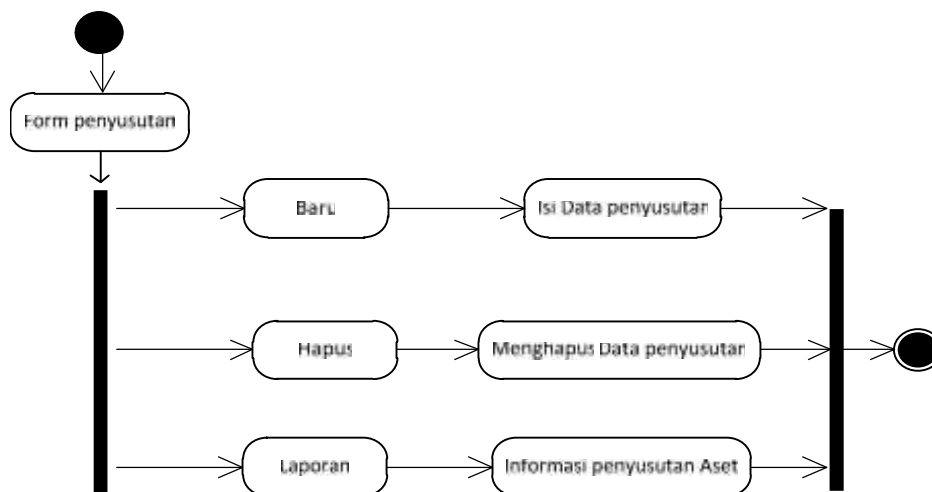 Form penyusutan
Baru
Isi Data penyusutan
Hapus
Menghapus Data penyusutan
Laporan
Informasi penyusutan Aset